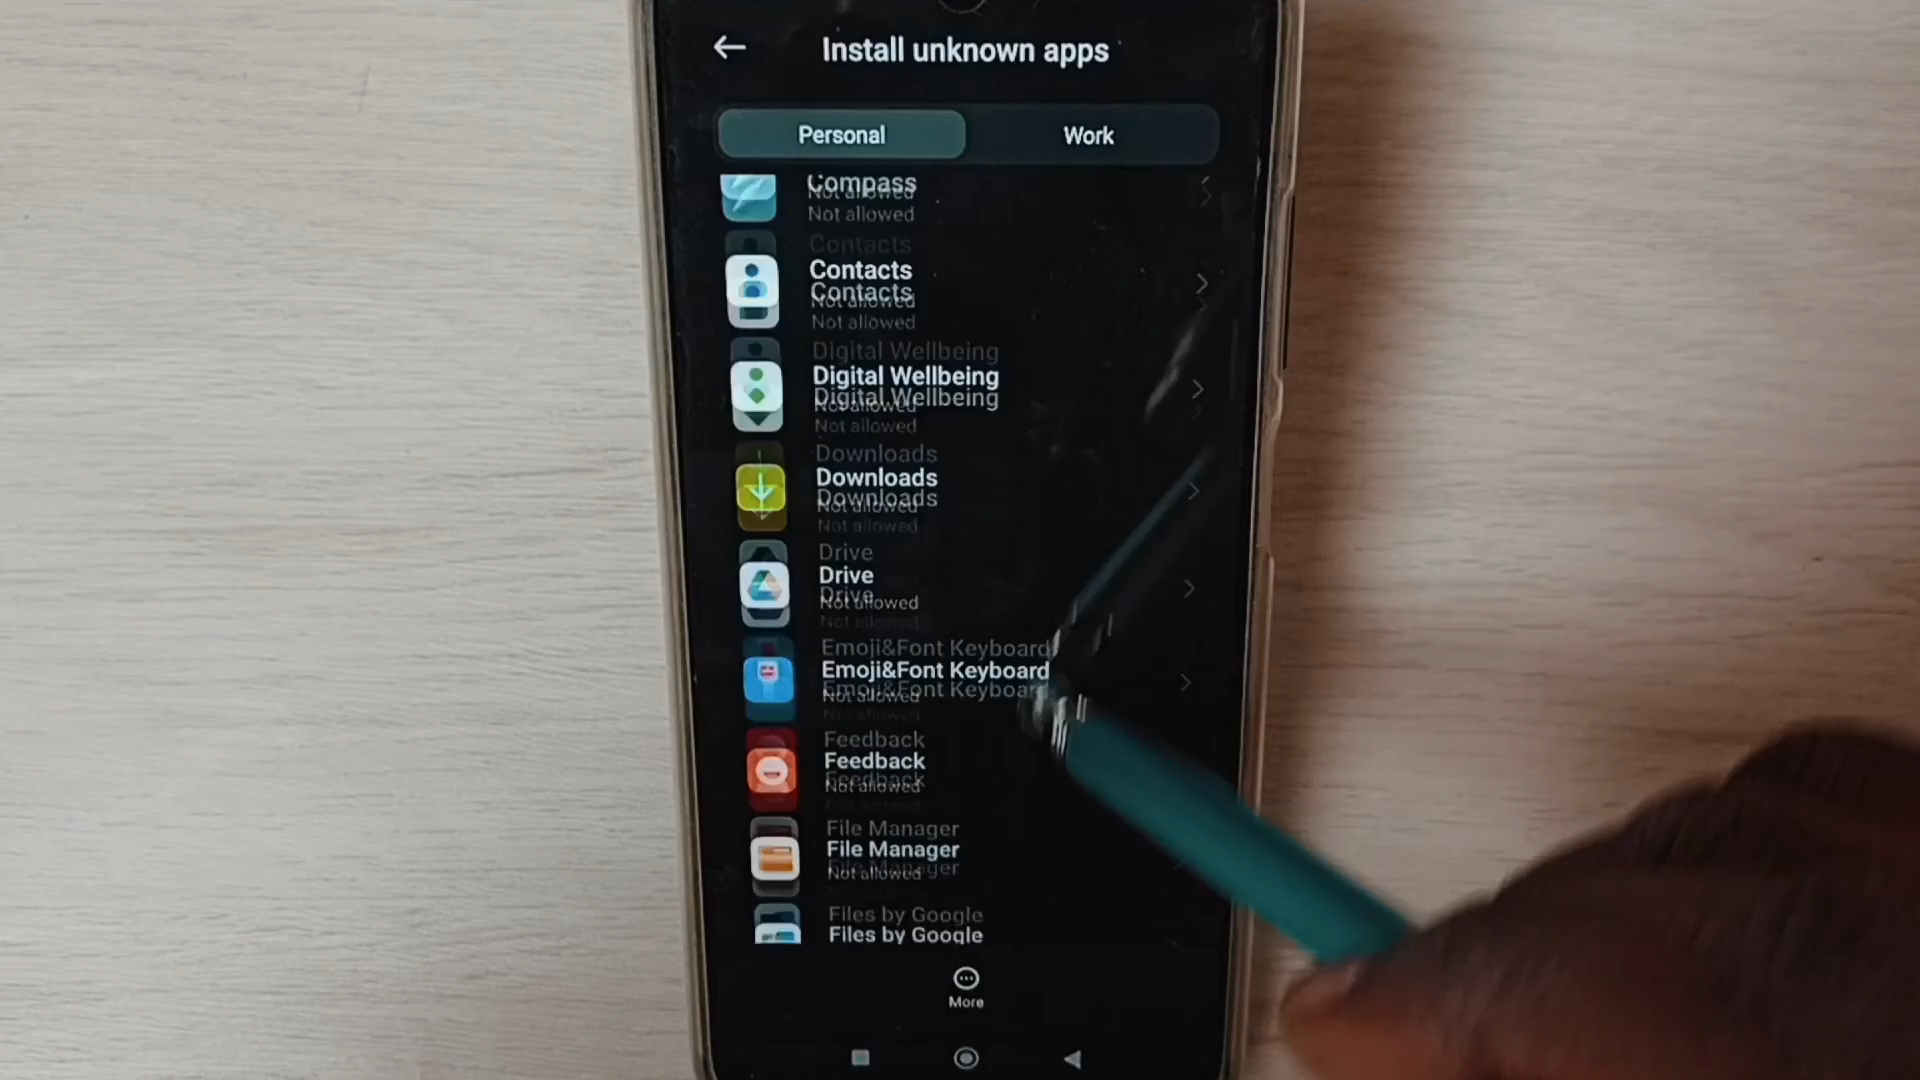 Install unknown apps
Personal
Work
Compass
Not allowed
Contacts
Not allowed
Digital Wellbeing
Not allowed
Downloads
Not allowed
Drive
Not allowed
Emoji&Font Keyboard
Not allowed
Feedback
Not allowed
File Manager
Not allowed
Files by Google
More